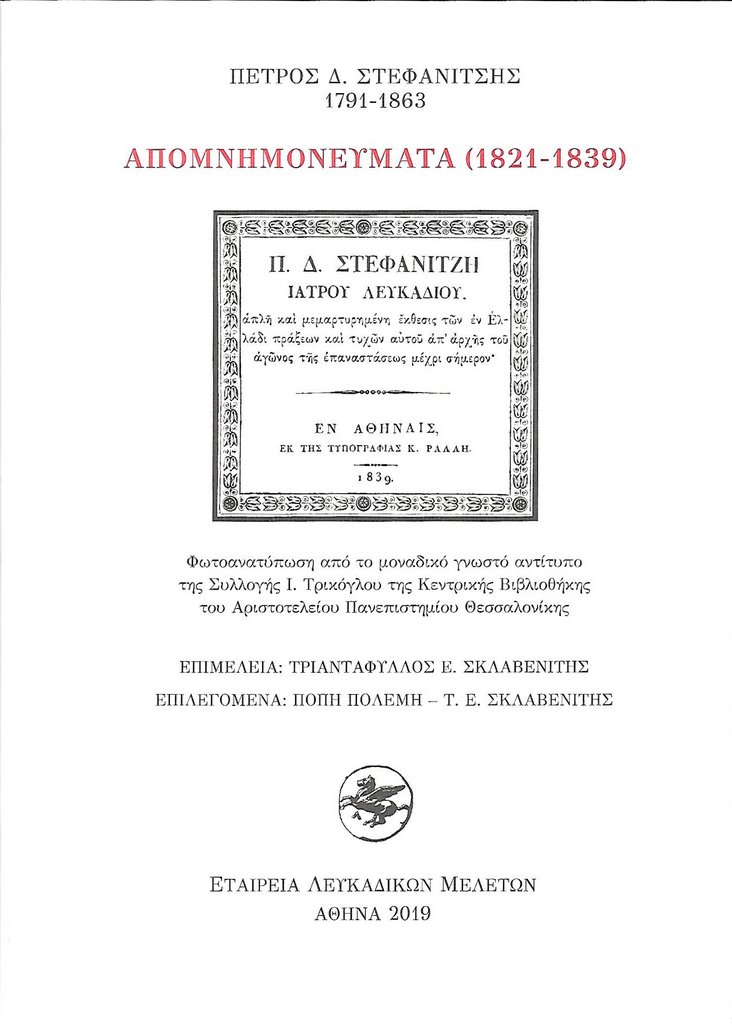 ΠΕΤΡΟΣ Δ. ΣΤΕΦΑΝΙΤΣΗΣ
1791-1863
ΑΠΟΜΝΗΜΟΝΕΥΜΑΤΑ (1821-1839)
Π. Δ. ΣΤΕΦΑΝΙΤΖΗ
ΙΑΤΡΟΥ ΛΕΥΚΑΔΙΟΥ.
ἁπλῆ καὶ μεμαρτυρημένη ἔκθεσις τῶν ἐν Ἑλ-
λάδι πράξεων καὶ τυχῶν αὐτοῦ ἀπ' ἀρχῆς τοῦ
ἀγῶνος τῆς ἐπαναστάσεως μέχρι σήμερον·
ΕΝ ΑΘΗΝΑΙΣ,
ΕΚ ΤΗΣ ΤΥΠΟΓΡΑΦΙΑΣ Κ. ΡΑΛΛΗ.
1839.
Φωτοανατύπωση από το μοναδικό γνωστό αντίτυπο
της Συλλογής Ι. Τρικόγλου της Κεντρικής Βιβλιοθήκης
του Αριστοτελείου Πανεπιστημίου Θεσσαλονίκης
ΕΠΙΜΕΛΕΙΑ: ΤΡΙΑΝΤΑΦΥΛΛΟΣ Ε. ΣΚΛΑΒΕΝΙΤΗΣ
ΕΠΙΛΕΓΟΜΕΝΑ: ΠΟΠΗ ΠΟΛΕΜΗ – Τ. Ε. ΣΚΛΑΒΕΝΙΤΗΣ
Λ
ΕΤΑΙΡΕΙΑ ΛΕΥΚΑΔΙΚΩΝ ΜΕΛΕΤΩΝ
ΑΘΗΝΑ 2019